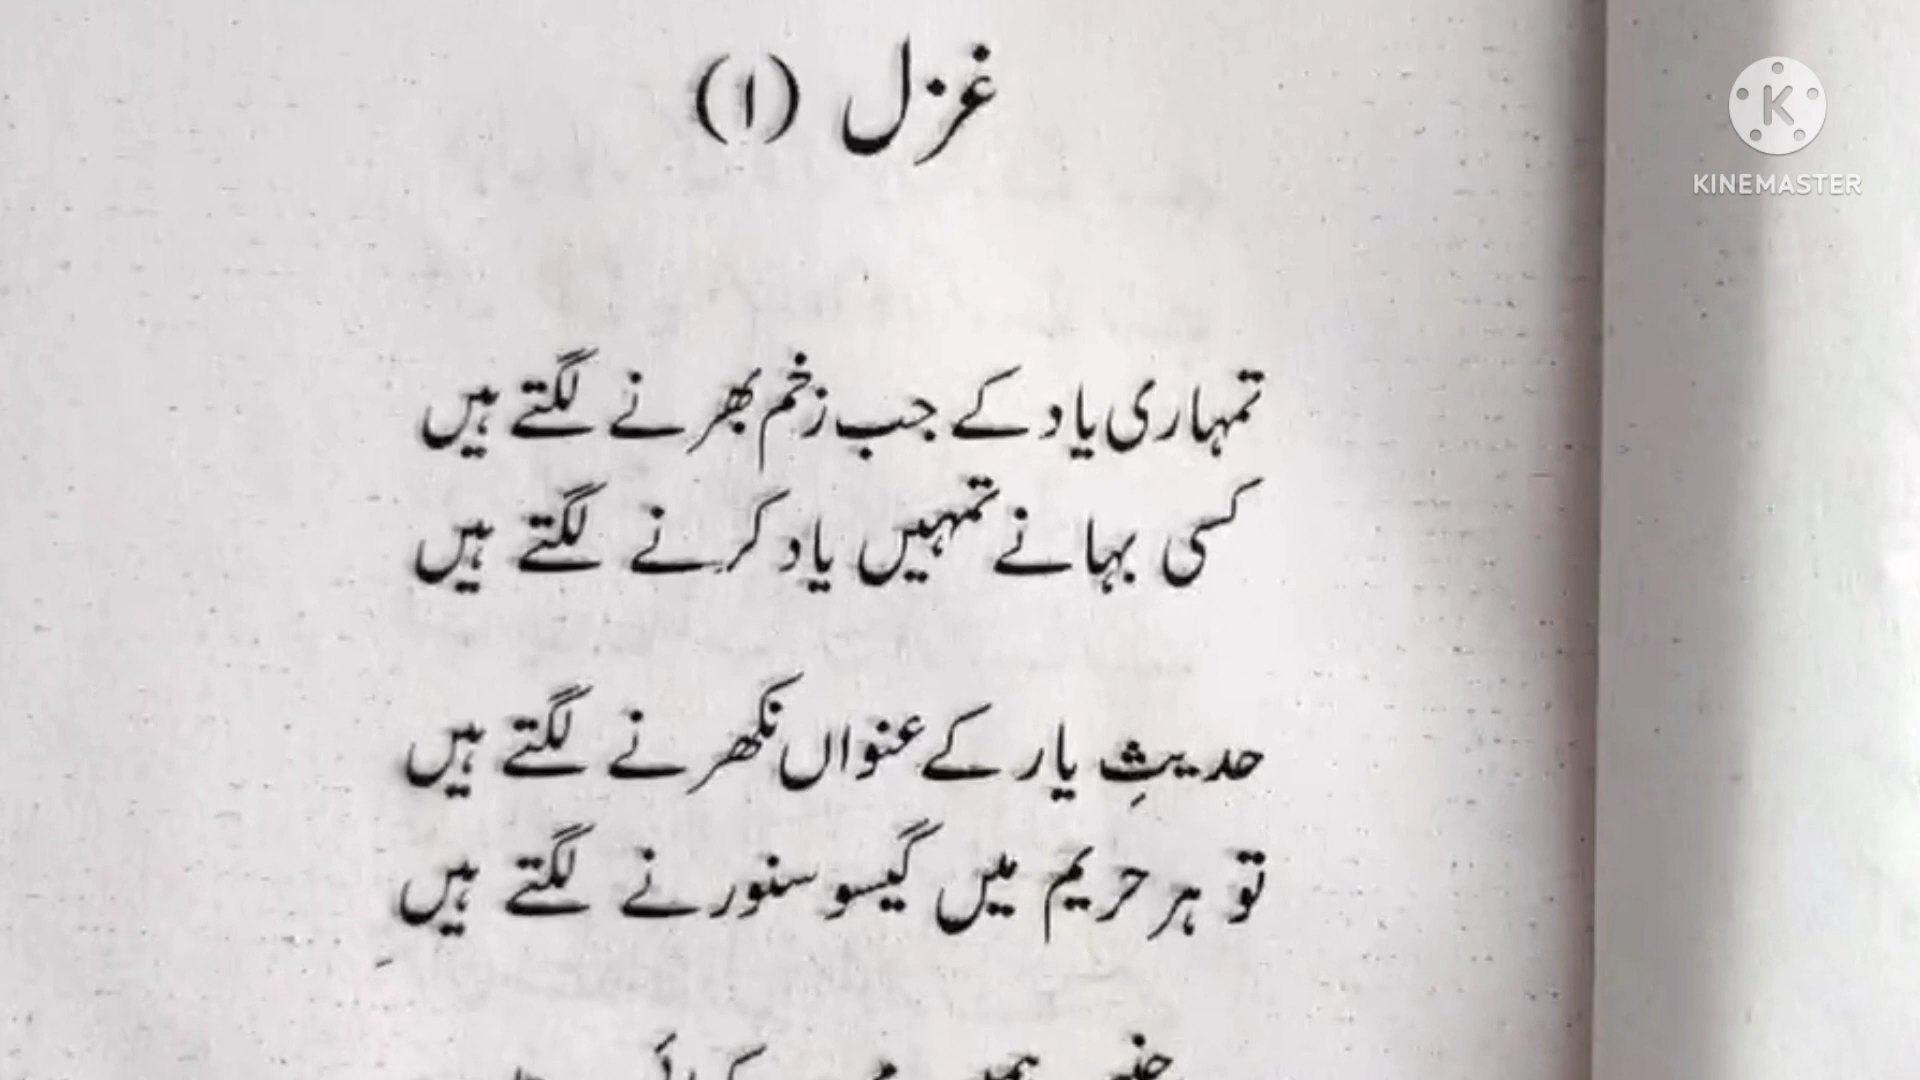 غزل (۱)
تمہاری یاد کے جب زخم بھرنے لگتے ہیں
کسی بہانے تمہیں یاد کرنے لگتے ہیں
حدیثِ یار کے عنواں نکھرنے لگتے ہیں
تو ہر حریم میں گیسو سنورنے لگتے ہیں
K
KINEMASTER